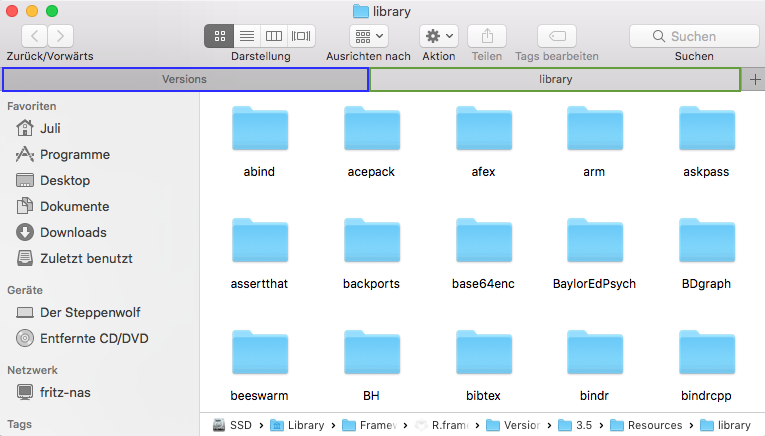 library
Zurück/Vorwärts Darstellung Ausrichten nach Aktion Teilen Tags bearbeiten Suchen
Suchen
Versions library +
Favoriten
Juli
Programme
Desktop
Dokumente
Downloads
Zuletzt benutzt
Geräte
Der Steppenwolf
Entfernte CD/DVD
Netzwerk
fritz-nas
Tags
abind acepack afex arm askpass
assertthat backports base64enc BaylorEdPsych BDgraph
beeswarm BH bibtex bindr bindrcpp
SSD › Library › Framew › R.frame › Version › 3.5 › Resources › library